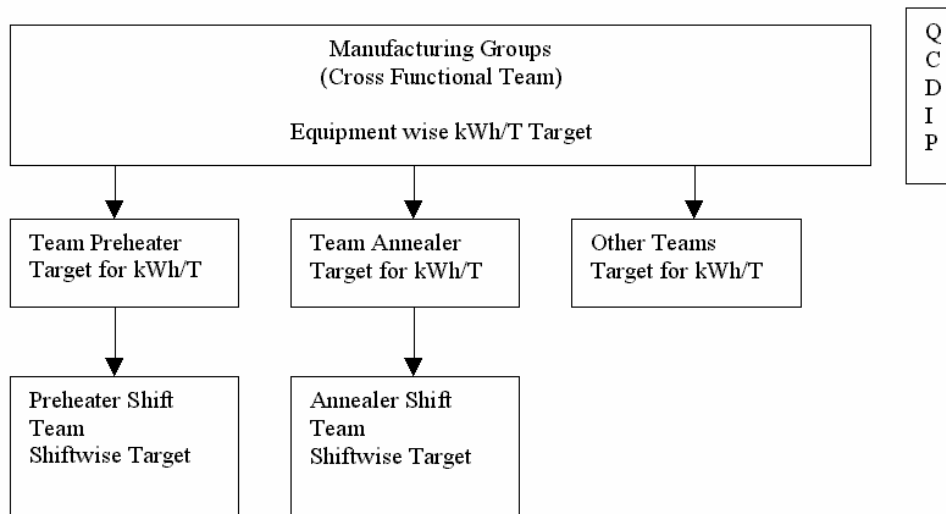 Manufacturing Groups
(Cross Functional Team)
Equipment wise kWh/T Target
Q
C
D
I
P
Team Preheater
Target for kWh/T
Team Annealer
Target for kWh/T
Other Teams
Target for kWh/T
Preheater Shift
Team
Shiftwise Target
Annealer Shift
Team
Shiftwise Target